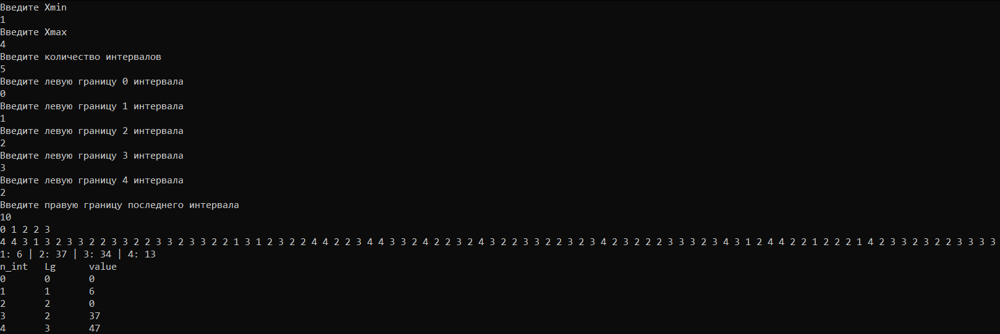 Введите Xmin
1
Введите Xmax
4
Введите количество интервалов
5
Введите левую границу 0 интервала
0
Введите левую границу 1 интервала
1
Введите левую границу 2 интервала
2
Введите левую границу 3 интервала
3
Введите левую границу 4 интервала
2
Введите правую границу последнего интервала
10
0 1 2 2 3
4 4 3 1 3 2 3 3 2 2 3 3 2 2 3 3 2 3 3 2 2 1 3 1 2 3 2 2 4 4 2 2 3 4 4 3 3 2 4 2 2 3 2 4 3 2 2 3 3 2 2 3 2 3 4 2 3 2 2 2 3 3 3 2 3 4 3 1 2 4 4 2 2 1 2 2 2 1 4 2 3 3 2 3 2 2 3 3 3 3
1: 6 | 2: 37 | 3: 34 | 4: 13
n_int Lg value
0 0 0
1 1 6
2 2 0
3 2 37
4 3 47